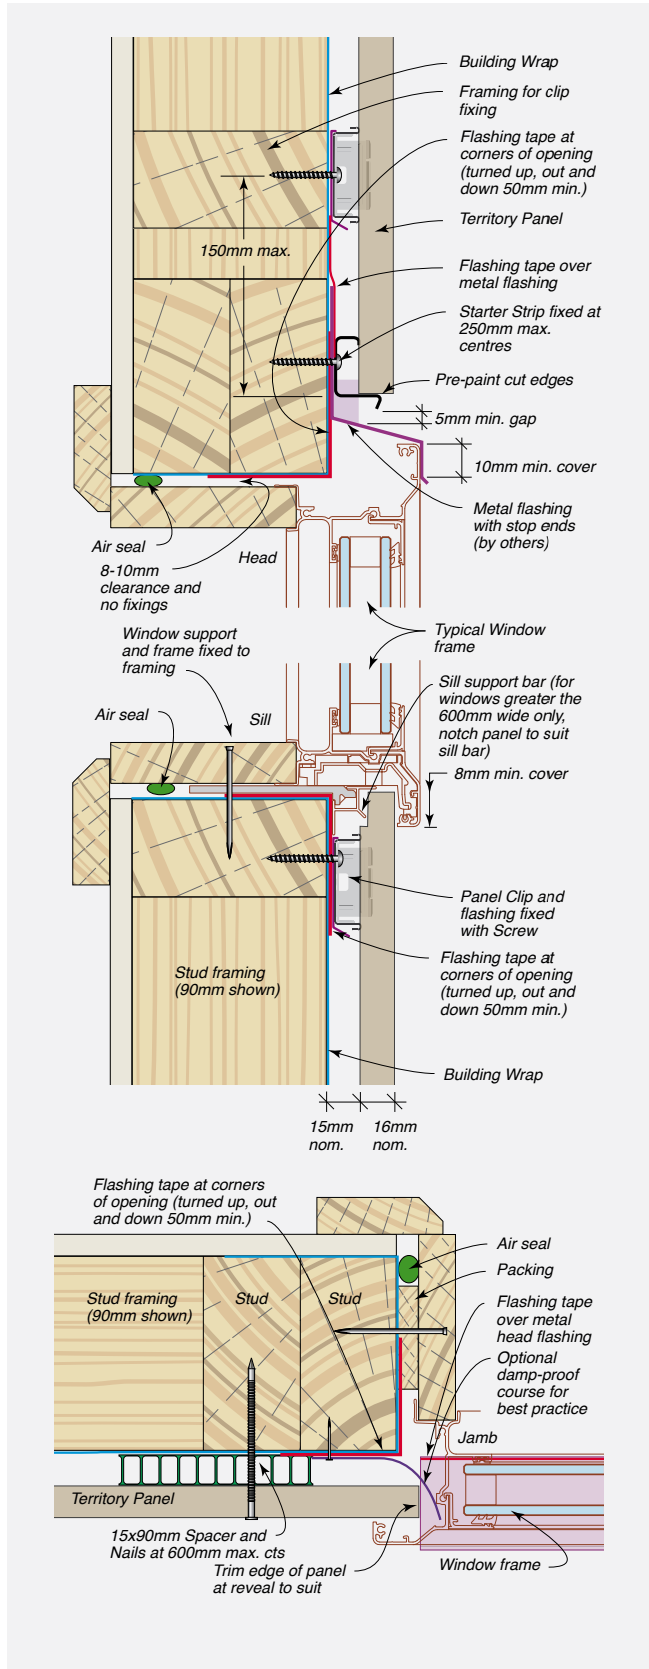 Building Wrap
Framing for clip
fixing
Flashing tape at
corners of opening
(turned up, out and
down 50mm min.)
Territory Panel
150mm max.
Flashing tape over
metal flashing
Starter Strip fixed at
250mm max.
centres
Pre-paint cut edges
5mm min. gap
10mm min. cover
Metal flashing
with stop ends
(by others)
Air seal
Head
8-10mm
clearance and
no fixings
Typical Window
frame
Window support
and frame fixed to
framing
Sill support bar (for
windows greater the
600mm wide only,
notch panel to suit
sill bar)
Air seal
Sill
8mm min. cover
Panel Clip and
flashing fixed
with Screw
Flashing tape at
corners of opening
(turned up, out and
down 50mm min.)
Stud framing
(90mm shown)
Building Wrap
15mm
nom.
16mm
nom.
Flashing tape at corners
of opening (turned up, out
and down 50mm min.)
Air seal
Packing
Stud framing
(90mm shown)
Stud
Stud
Flashing tape
over metal
head flashing
Optional
damp-proof
course for
best practice
Jamb
Territory Panel
15x90mm Spacer and
Nails at 600mm max. cts
Trim edge of panel
at reveal to suit
Window frame